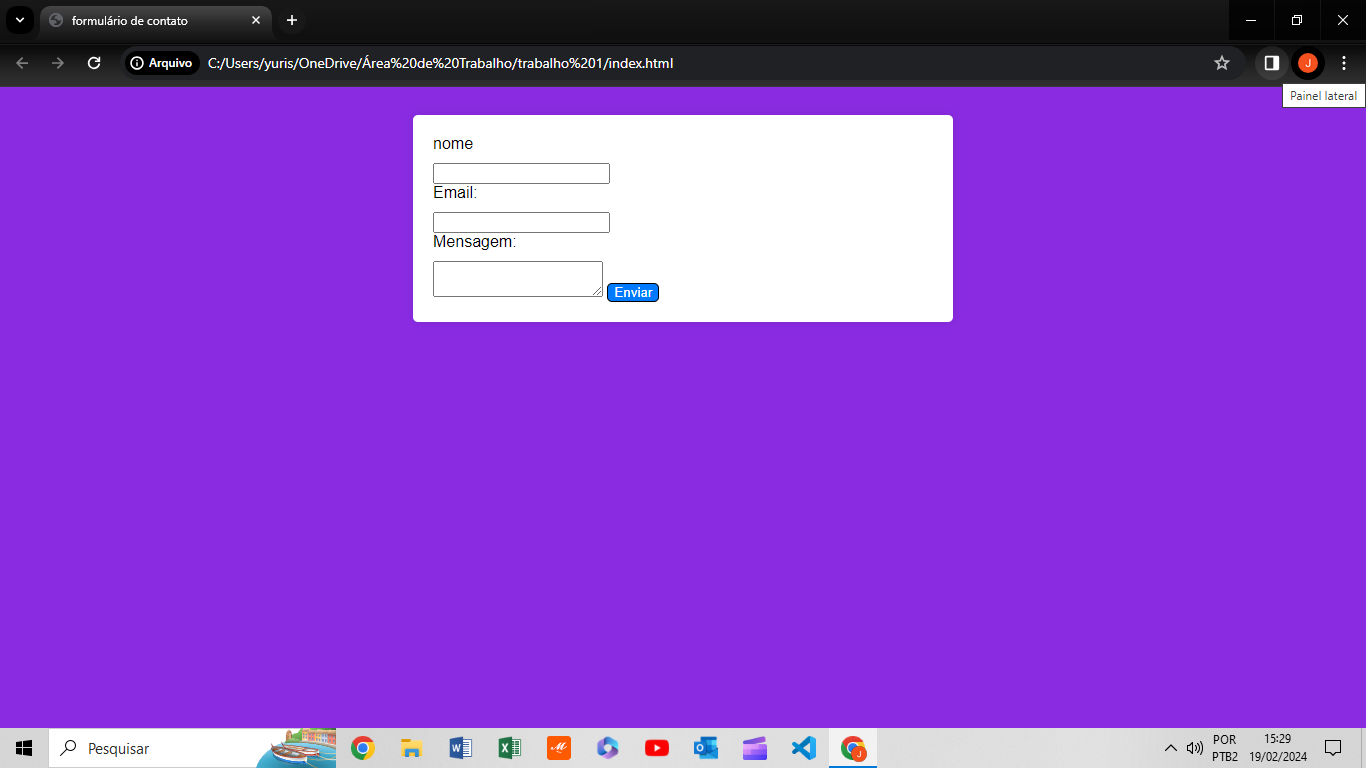 formulário de contato
Arquivo
C:/Users/yuris/OneDrive/Área%20de%20Trabalho/trabalho%201/index.html
J
Painel lateral
nome
Email:
Mensagem:
Enviar
Pesquisar
J
POR
PTB2
15:29
19/02/2024